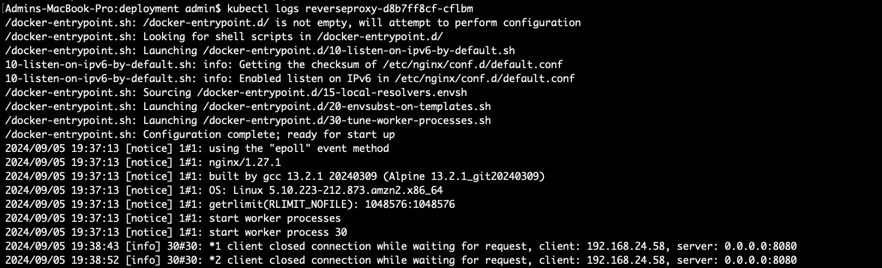 Admins-MacBook-Pro:deployment admin$ kubectl logs reverseproxy-d8b7ff8cf-cflbm
/docker-entrypoint.sh: /docker-entrypoint.d/ is not empty, will attempt to perform configuration
/docker-entrypoint.sh: Looking for shell scripts in /docker-entrypoint.d/
/docker-entrypoint.sh: Launching /docker-entrypoint.d/10-listen-on-ipv6-by-default.sh
10-listen-on-ipv6-by-default.sh: info: Getting the checksum of /etc/nginx/conf.d/default.conf
10-listen-on-ipv6-by-default.sh: info: Enabled listen on IPv6 in /etc/nginx/conf.d/default.conf
/docker-entrypoint.sh: Sourcing /docker-entrypoint.d/15-local-resolvers.envsh
/docker-entrypoint.sh: Launching /docker-entrypoint.d/20-envsubst-on-templates.sh
/docker-entrypoint.sh: Launching /docker-entrypoint.d/30-tune-worker-processes.sh
/docker-entrypoint.sh: Configuration complete; ready for start up
2024/09/05 19:37:13 [notice] 1#1: using the "epoll" event method
2024/09/05 19:37:13 [notice] 1#1: nginx/1.27.1
2024/09/05 19:37:13 [notice] 1#1: built by gcc 13.2.1 20240309 (Alpine 13.2.1_git20240309)
2024/09/05 19:37:13 [notice] 1#1: OS: Linux 5.10.223-212.873.amzn2.x86_64
2024/09/05 19:37:13 [notice] 1#1: getrlimit(RLIMIT_NOFILE): 1048576:1048576
2024/09/05 19:37:13 [notice] 1#1: start worker processes
2024/09/05 19:37:13 [notice] 1#1: start worker process 30
2024/09/05 19:38:43 [info] 30#30: *1 client closed connection while waiting for request, client: 192.168.24.58, server: 0.0.0.0:8080
2024/09/05 19:38:52 [info] 30#30: *2 client closed connection while waiting for request, client: 192.168.24.58, server: 0.0.0.0:8080